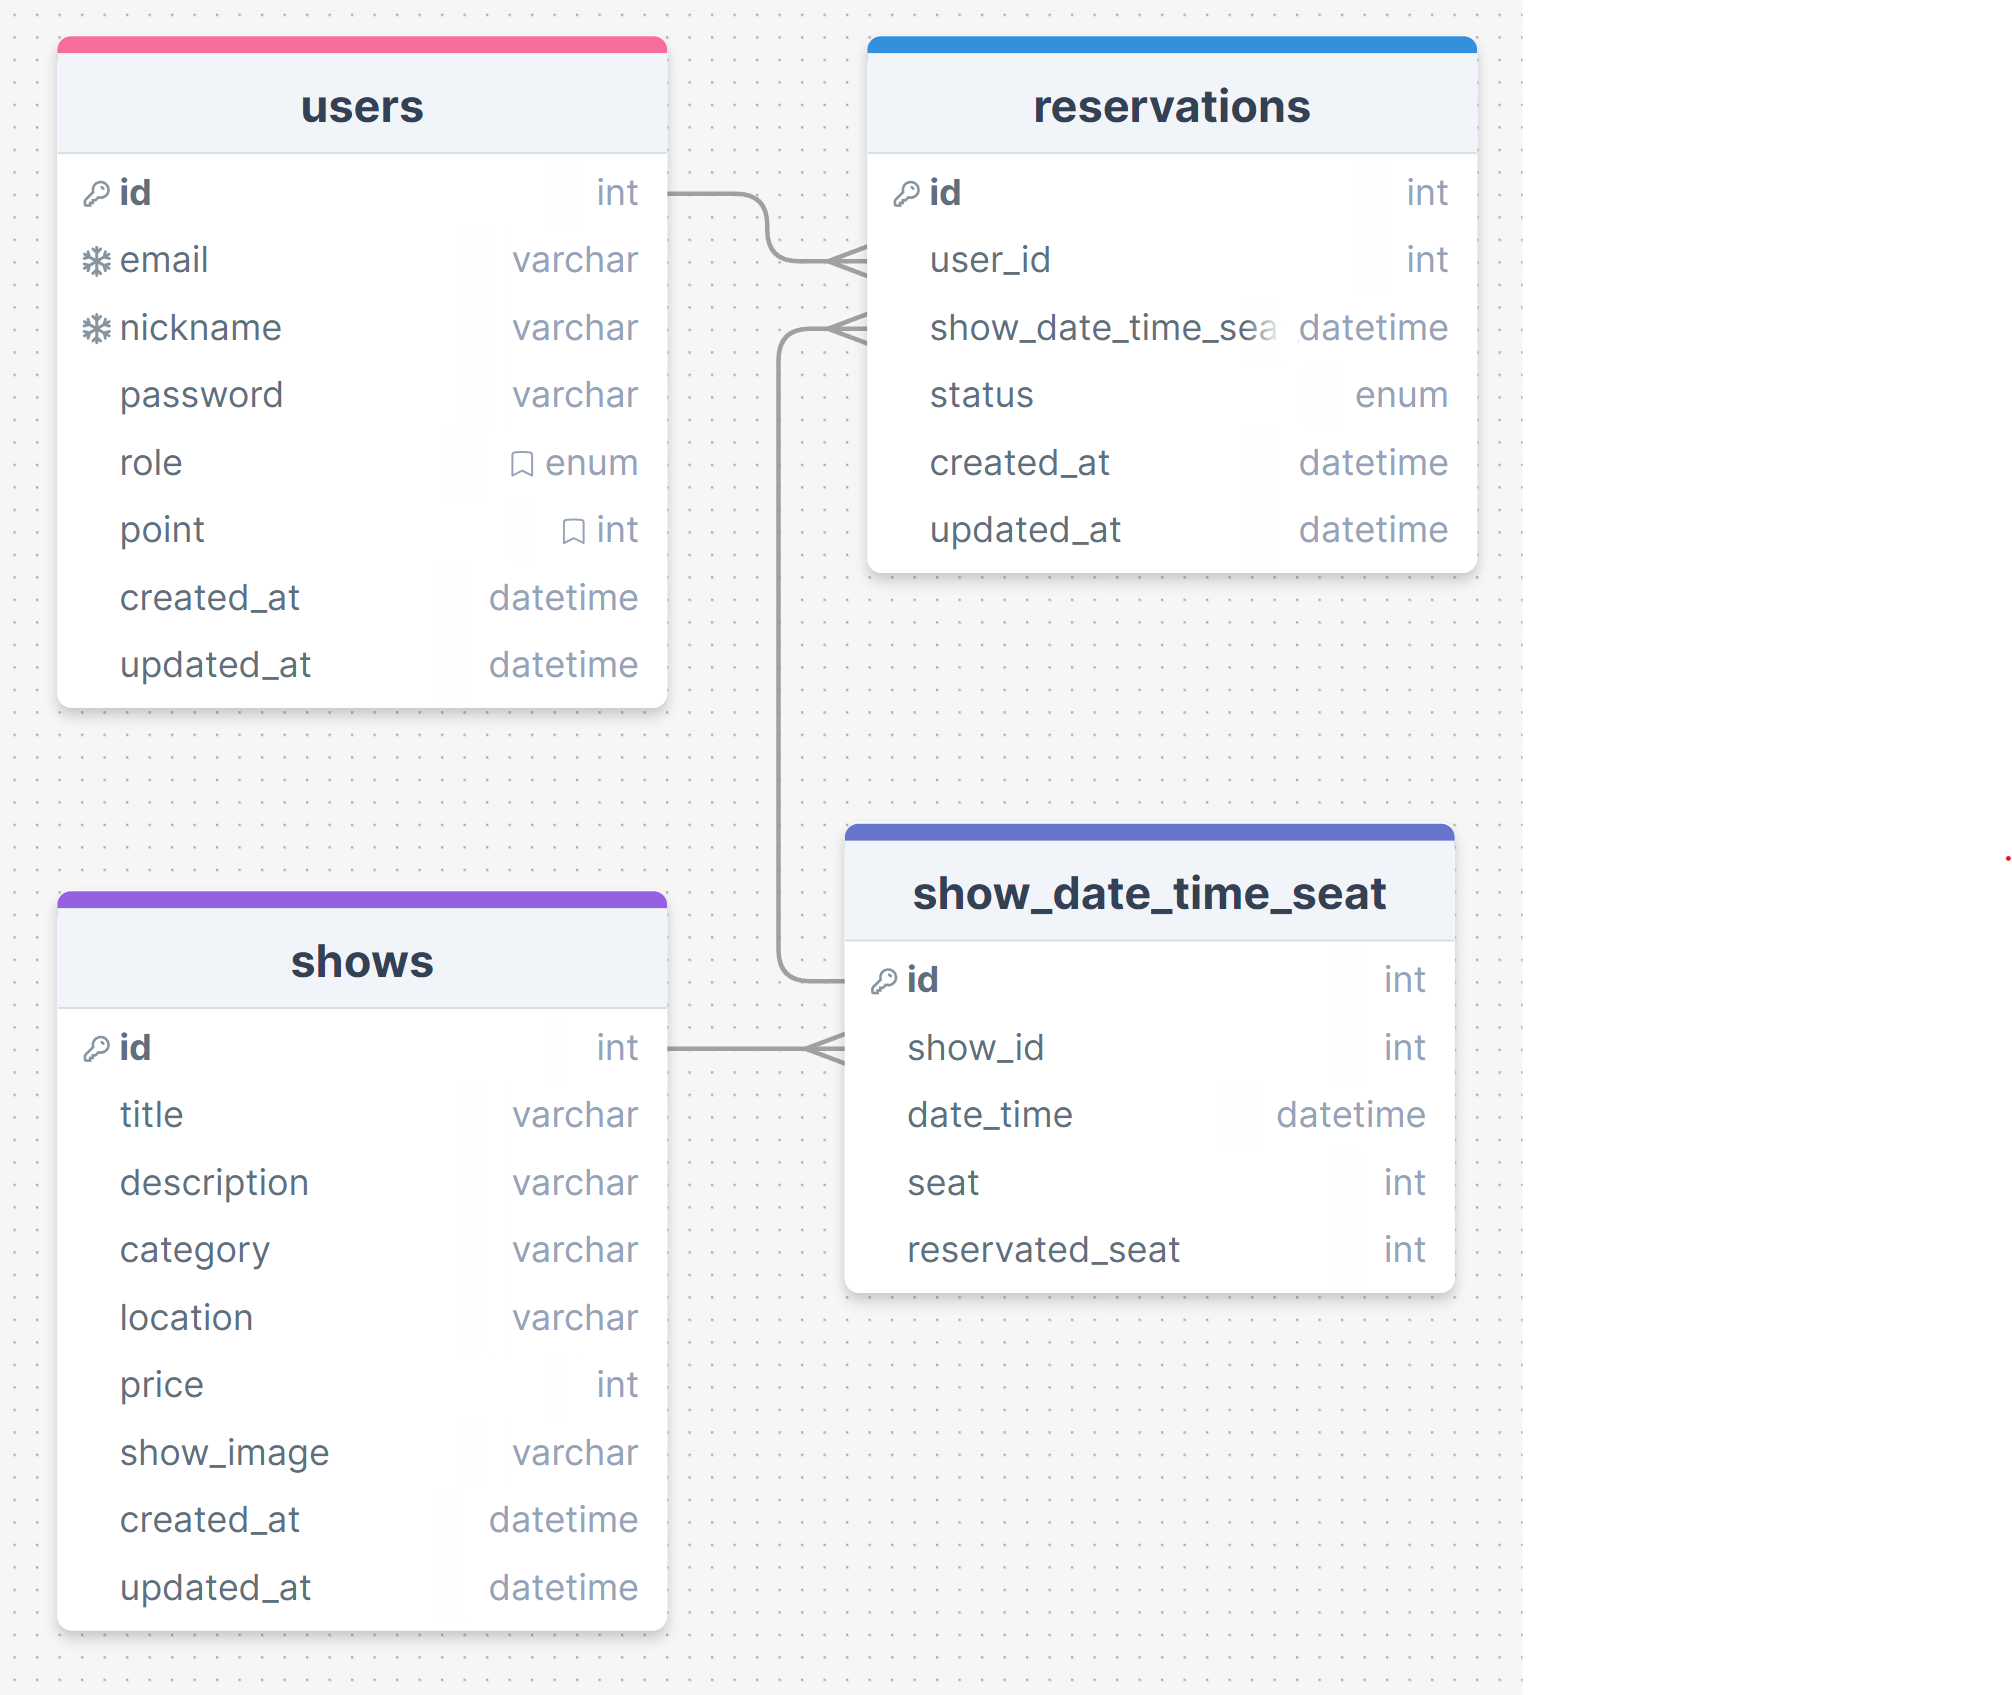 users
id int
email varchar
nickname varchar
password varchar
role enum
point int
created_at datetime
updated_at datetime
reservations
id int
user_id int
show_date_time_sea datetime
status enum
created_at datetime
updated_at datetime
shows
id int
title varchar
description varchar
category varchar
location varchar
price int
show_image varchar
created_at datetime
updated_at datetime
show_date_time_seat
id int
show_id int
date_time datetime
seat int
reservated_seat int